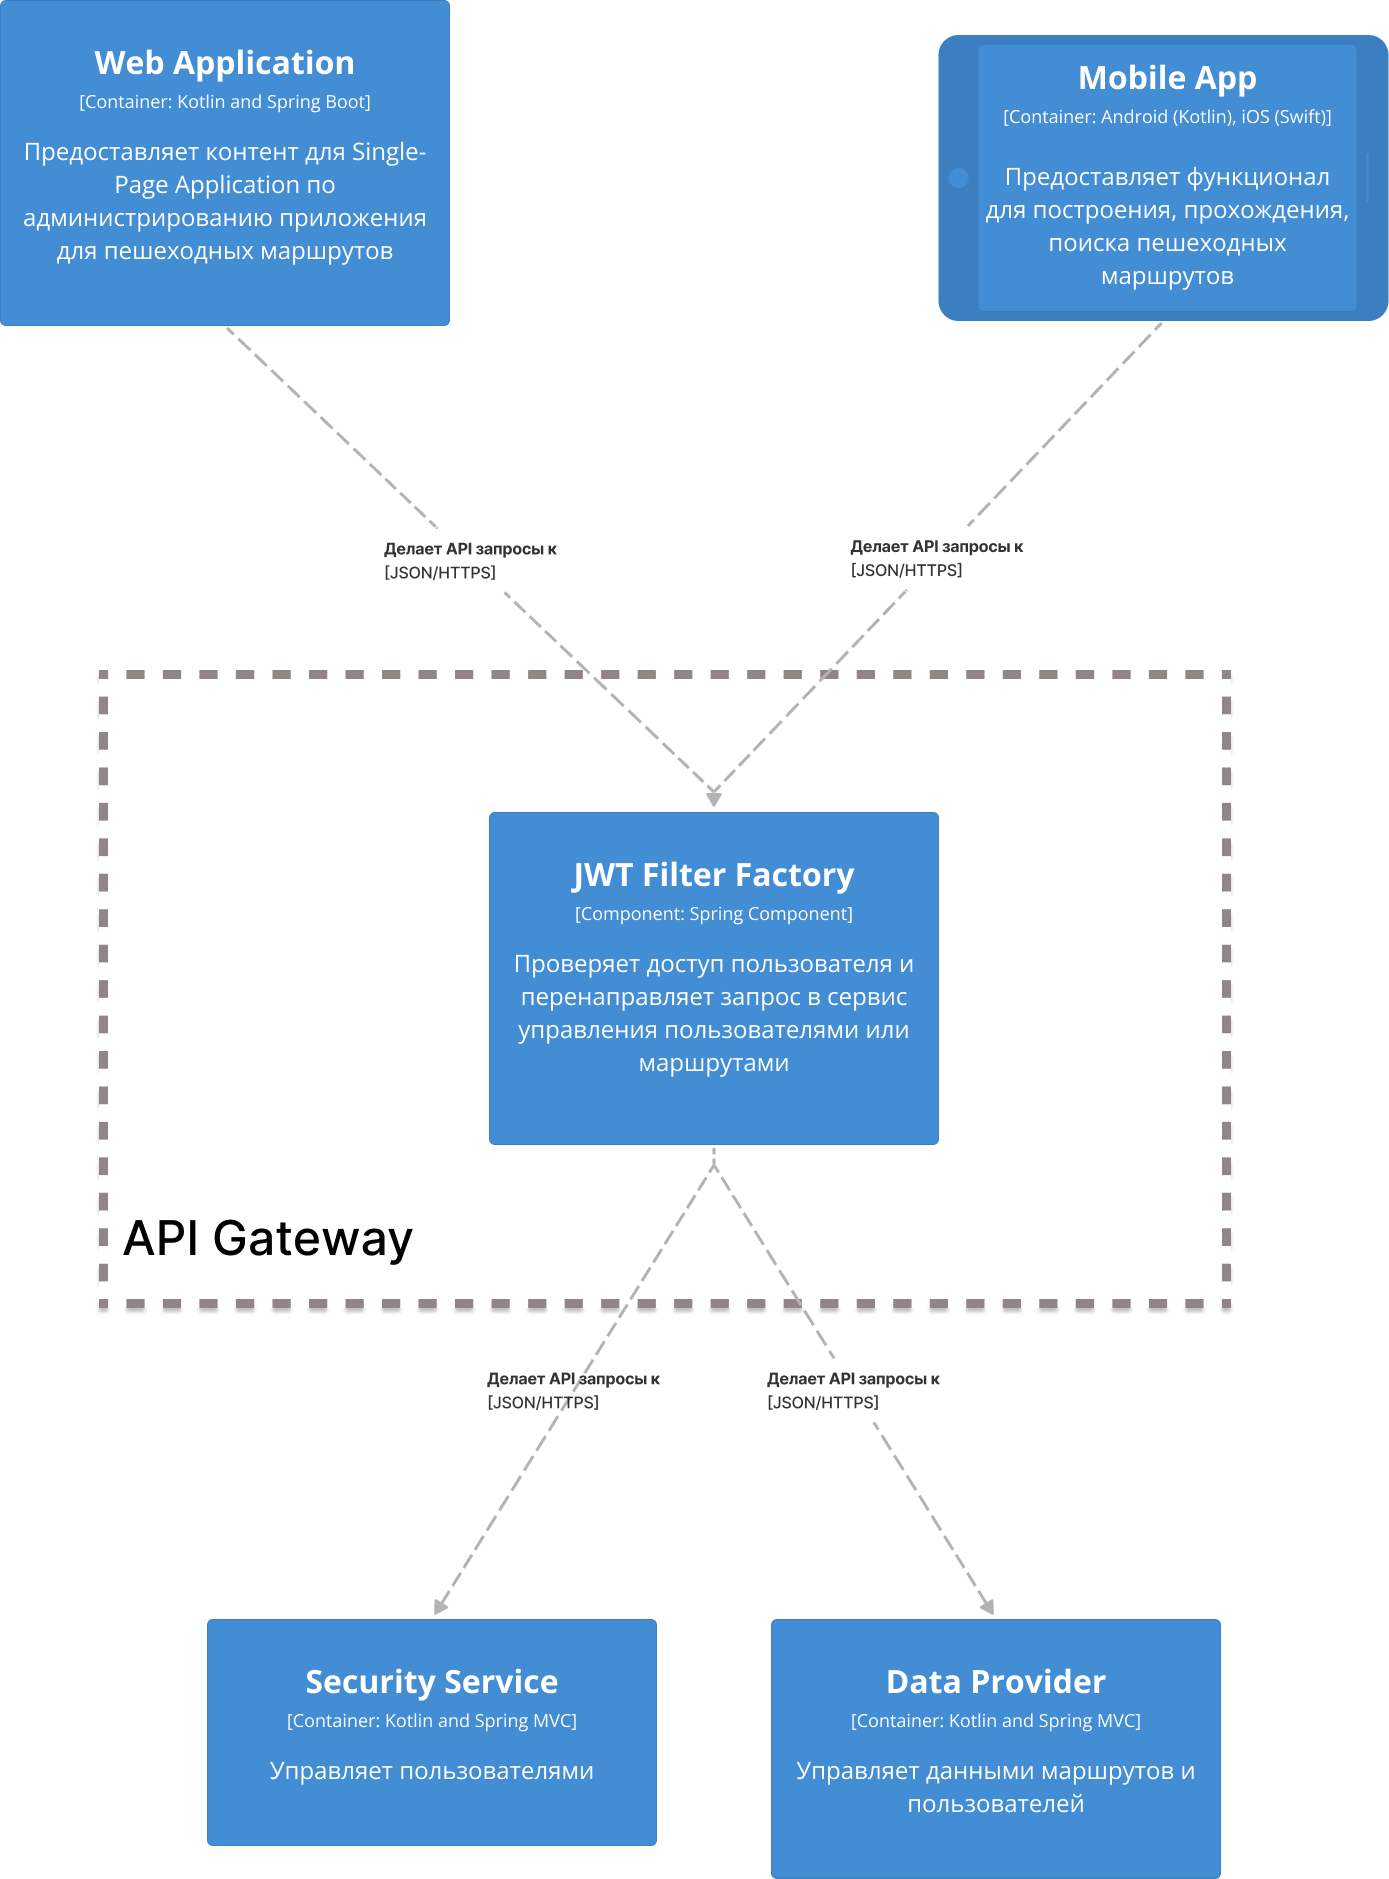 Web Application
[Container: Kotlin and Spring Boot]
Предоставляет контент для Single-
Page Application по
администрированию приложения
для пешеходных маршрутов
Mobile App
[Container: Android (Kotlin), iOS (Swift)]
Предоставляет функционал
для построения, прохождения,
поиска пешеходных
маршрутов
Делает API запросы к
[JSON/HTTPS]
Делает API запросы к
[JSON/HTTPS]
JWT Filter Factory
[Component: Spring Component]
Проверяет доступ пользователя и
перенаправляет запрос в сервис
управления пользователями или
маршрутами
API Gateway
Делает API запросы к
[JSON/HTTPS]
Делает API запросы к
[JSON/HTTPS]
Security Service
[Container: Kotlin and Spring MVC]
Управляет пользователями
Data Provider
[Container: Kotlin and Spring MVC]
Управляет данными маршрутов и
пользователей